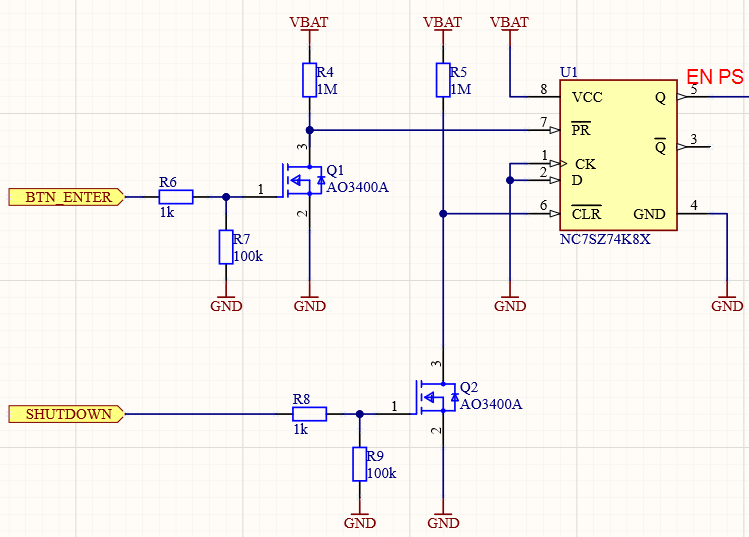 VBAT VBAT VBAT
R4 R5 U1 EN PS
1M 1M 8 VCC Q 5
7 PR
3 Q 3
Q1 1 CK
R6 1 AO3400A 2 D
BTN_ENTER
1k 2 6 CLR GND 4
R7 NC7SZ74K8X
100k
GND GND GND GND
3
Q2
R8 1 AO3400A
SHUTDOWN
1k 2
R9
100k
GND GND